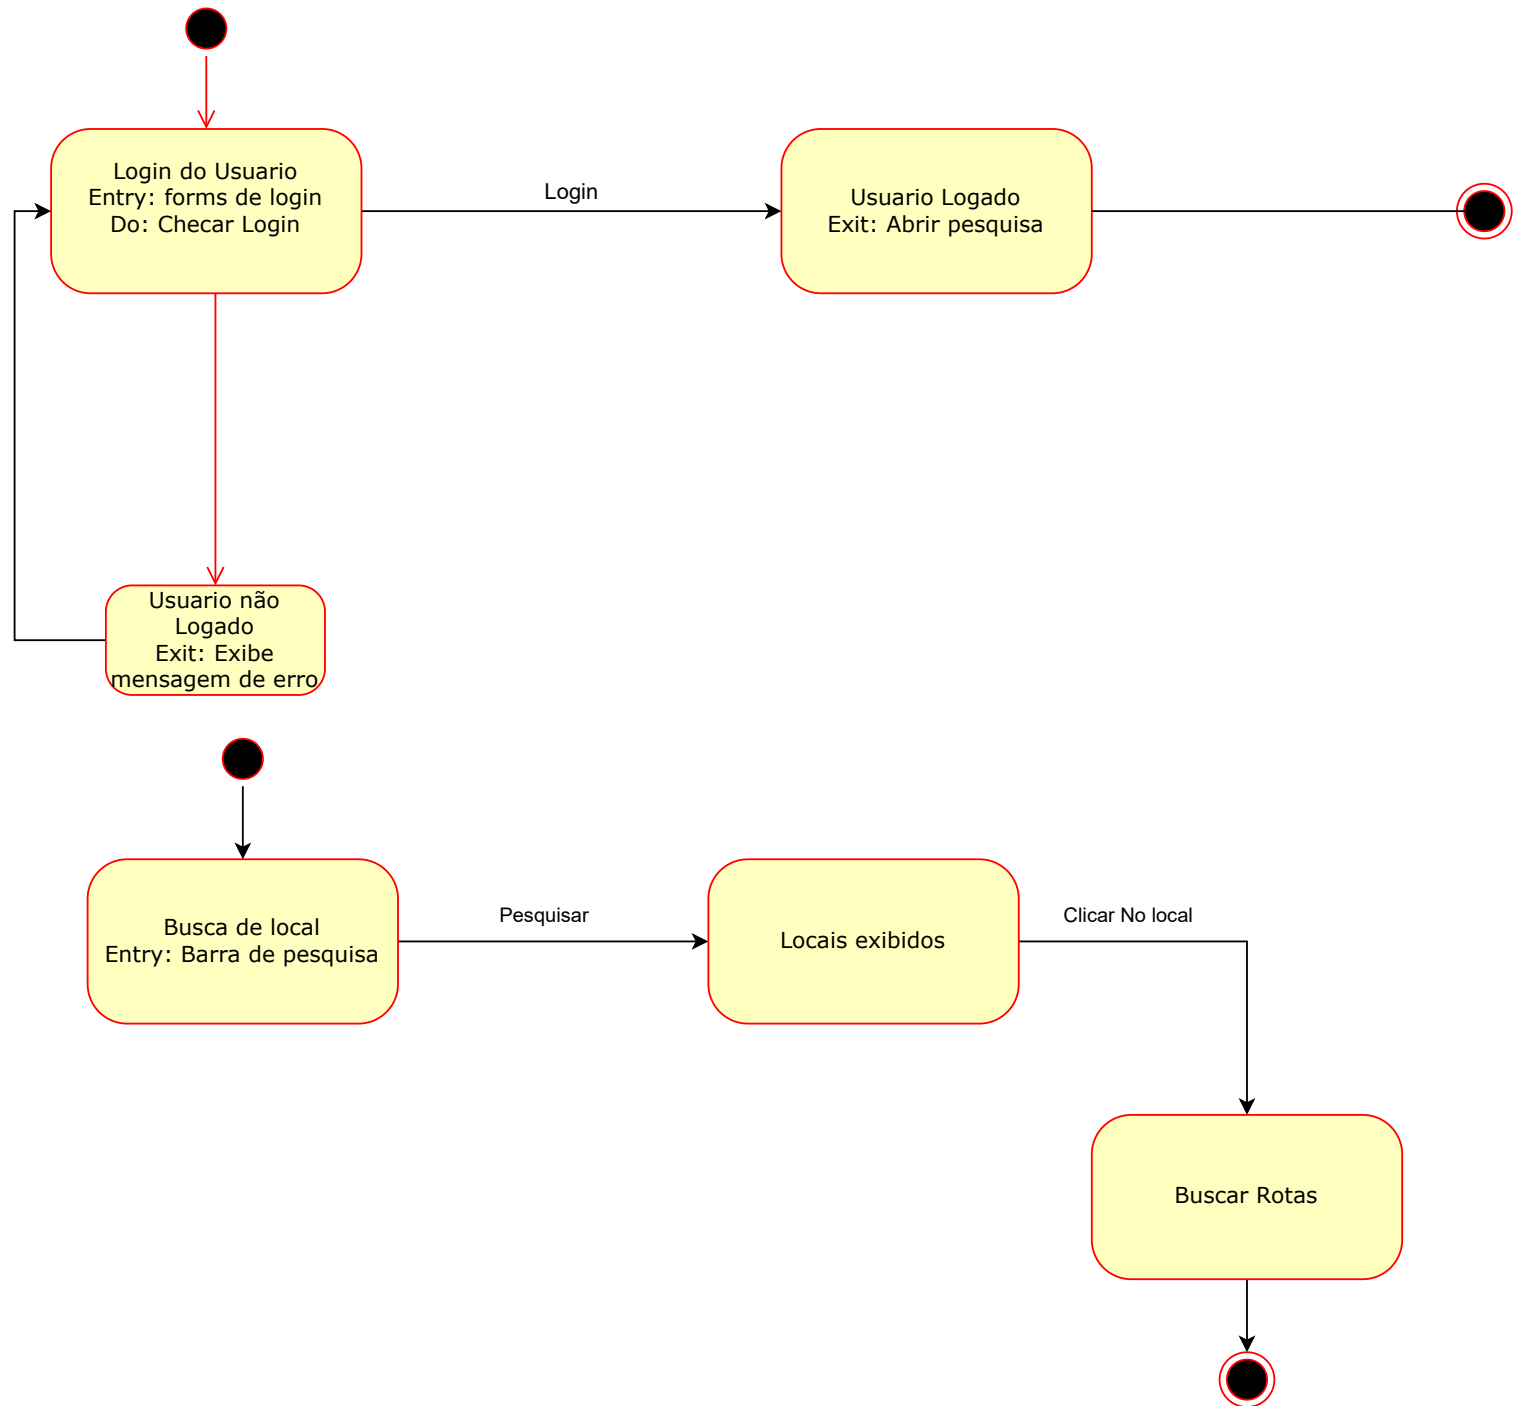 Login do Usuario
Entry: forms de login
Do: Checar Login
Login
Usuario Logado
Exit: Abrir pesquisa
Usuario não
Logado
Exit: Exibe
mensagem de erro
Busca de local
Entry: Barra de pesquisa
Pesquisar
Locais exibidos
Clicar No local
Buscar Rotas